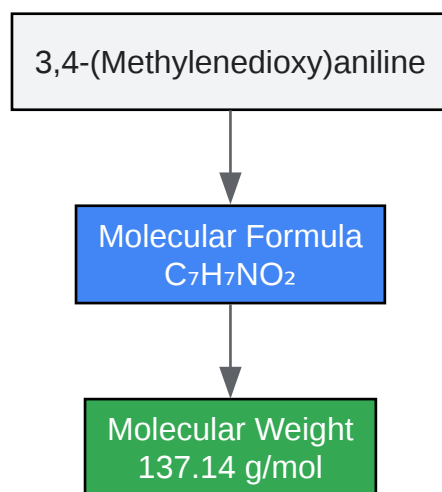 3,4-(Methylenedioxy)aniline
Molecular Formula
C₇H₇NO₂
Molecular Weight
137.14 g/mol